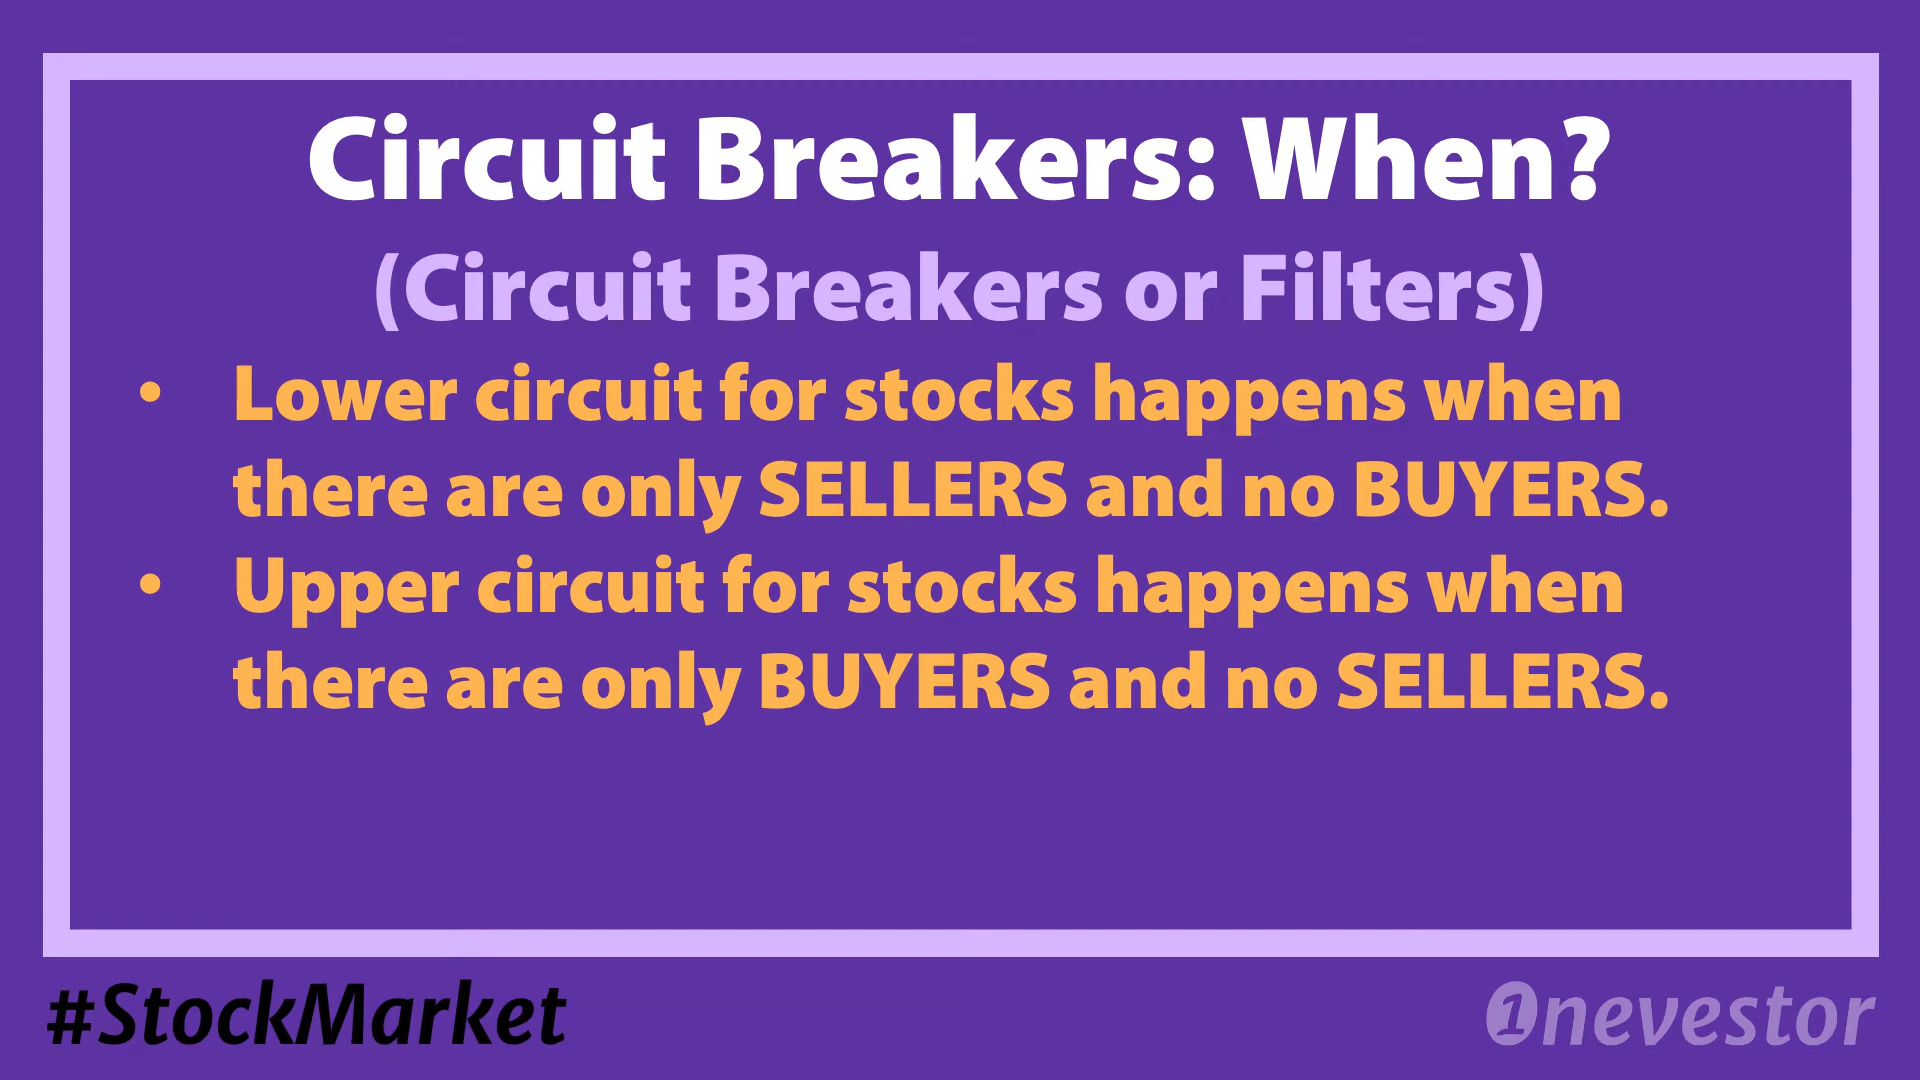 Circuit Breakers: When?
(Circuit Breakers or Filters)
• Lower circuit for stocks happens when
there are only SELLERS and no BUYERS.
• Upper circuit for stocks happens when
there are only BUYERS and no SELLERS.
#StockMarket
1nevestor